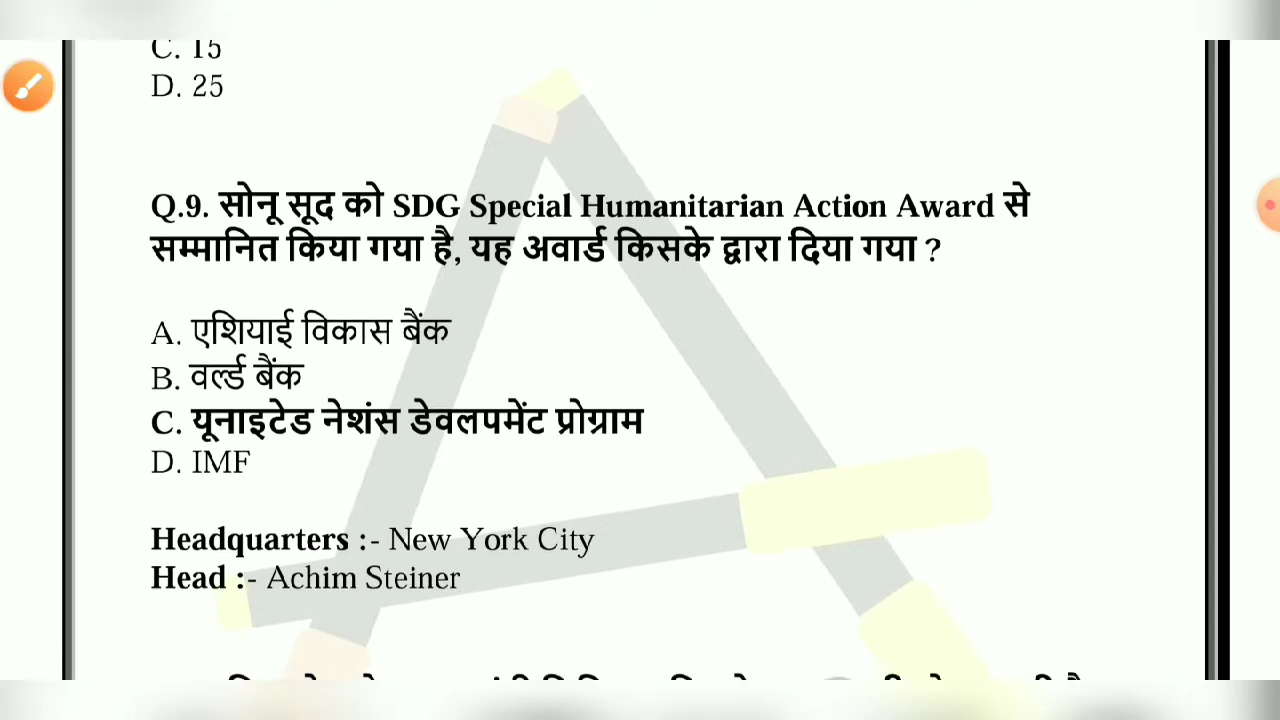 C. 15
D. 25
Q.9. सोनू सूद को SDG Special Humanitarian Action Award से
सम्मानित किया गया है, यह अवार्ड किसके द्वारा दिया गया ?
A. एशियाई विकास बैंक
B. वर्ल्ड बैंक
C. यूनाइटेड नेशंस डेवलपमेंट प्रोग्राम
D. IMF
Headquarters :- New York City
Head :- Achim Steiner